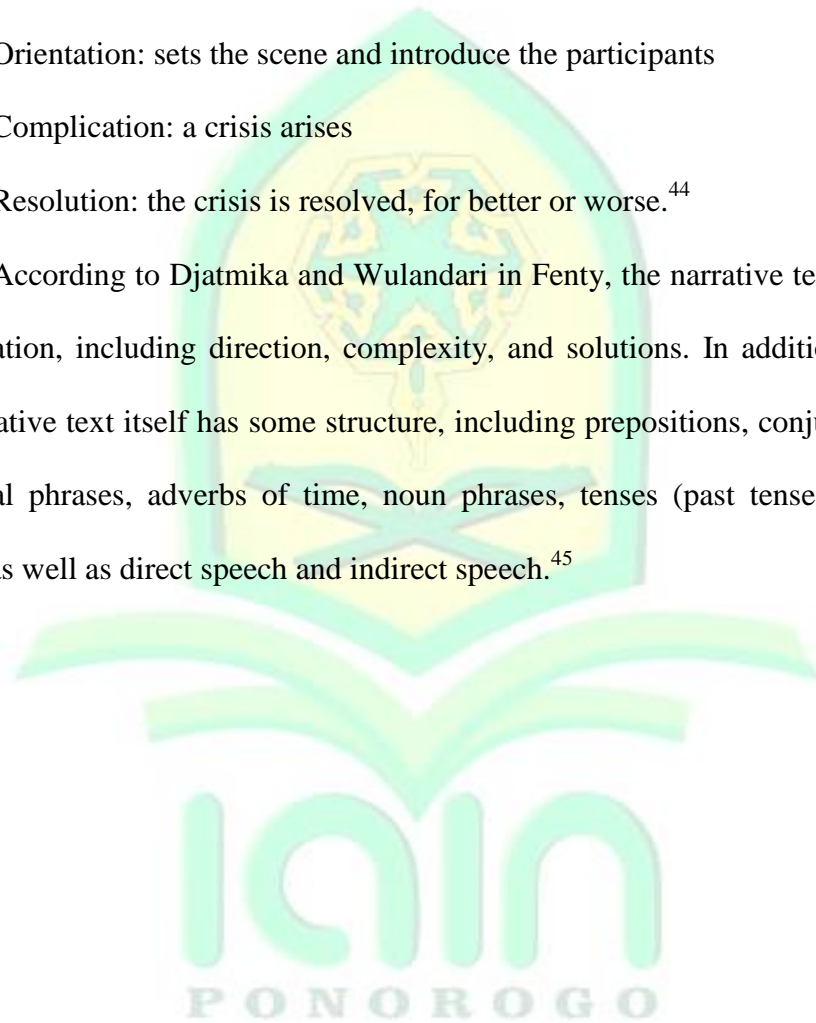 Orientation: sets the scene and introduce the participants
Complication: a crisis arises
Resolution: the crisis is resolved, for better or worse.44
According to Djatmika and Wulandari in Fenty, the narrative te
ation, including direction, complexity, and solutions. In additio
ative text itself has some structure, including prepositions, conju
al phrases, adverbs of time, noun phrases, tenses (past tense
as well as direct speech and indirect speech.45
iain
PONOROGO